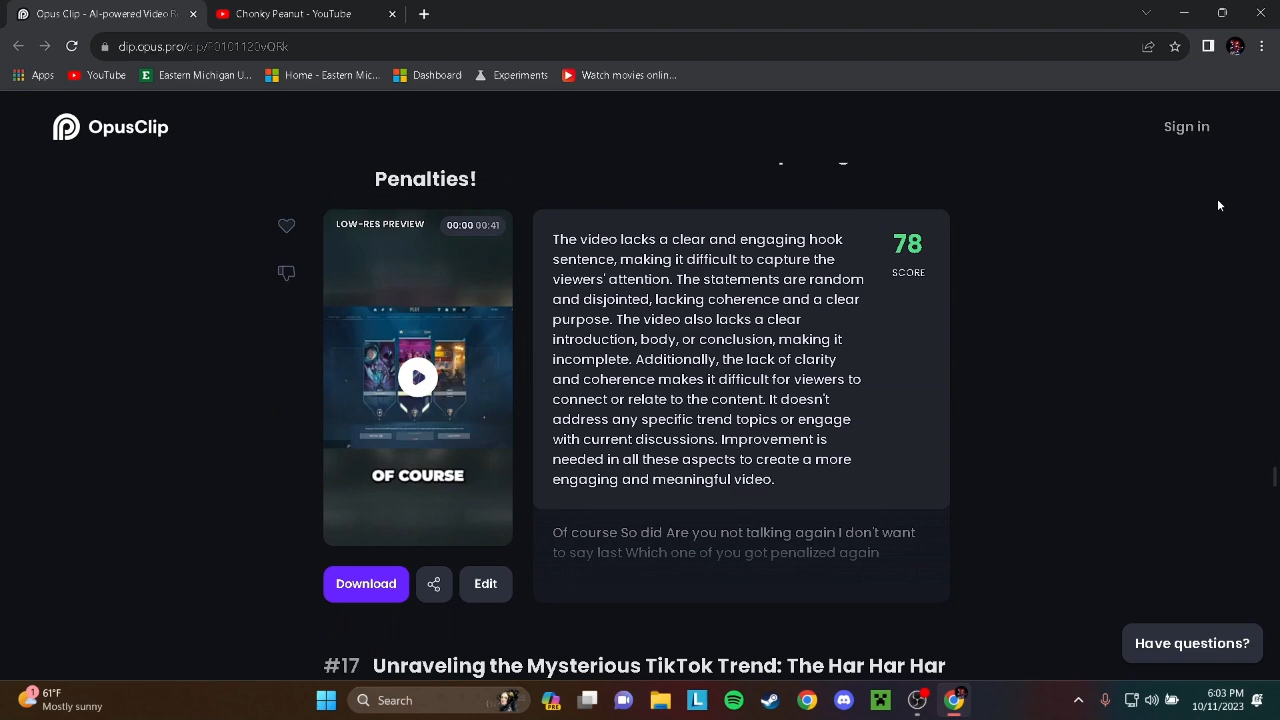 Opus Clip - AI-powered Video R
Chonky Peanut - YouTube
Apps
YouTube
Eastern Michigan U...
Home - Eastern Mic...
Dashboard
Experiments
Watch movies onlin...
OpusClip
Sign in
Penalties!
LOW-RES PREVIEW
00:00 00:41
OF COURSE
The video lacks a clear and engaging hook
sentence, making it difficult to capture the
viewers' attention. The statements are random
and disjointed, lacking coherence and a clear
purpose. The video also lacks a clear
introduction, body, or conclusion, making it
incomplete. Additionally, the lack of clarity
and coherence makes it difficult for viewers to
connect or relate to the content. It doesn't
address any specific trend topics or engage
with current discussions. Improvement is
needed in all these aspects to create a more
engaging and meaningful video.
78
SCORE
Of course So did Are you not talking again I don't want
to say last Which one of you got penalized again
Download
Edit
Have questions?
#17 Unraveling the Mysterious TikTok Trend: The Har Har Har
1
61°F
Mostly sunny
Search
PRE
6:03 PM
10/11/2023